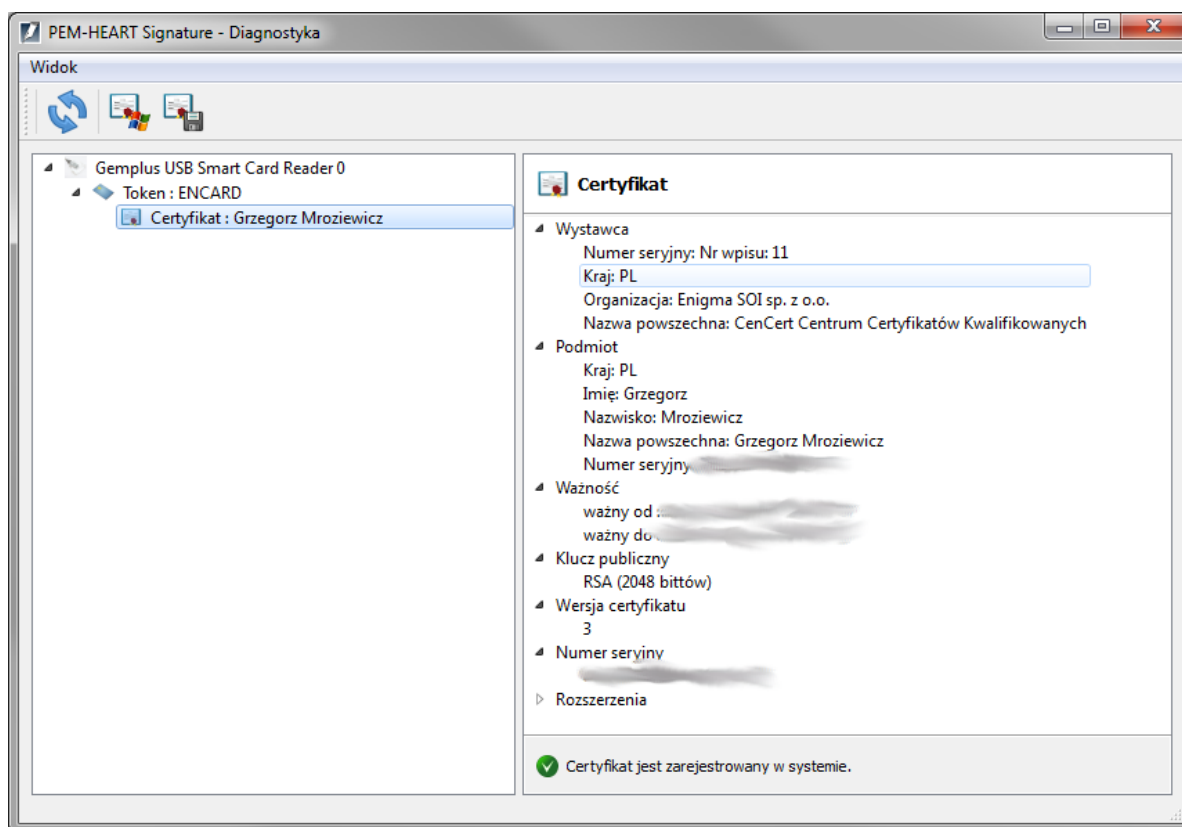 PEM-HEART Signature - Diagnostyka
Widok
Gemplus USB Smart Card Reader 0
Token : ENCARD
Certyfikat : Grzegorz Mroziewicz
Certyfikat
Wystawca
Numer seryjny: Nr wpisu: 11
Kraj: PL
Organizacja: Enigma SOI sp. z o.o.
Nazwa powszechna: CenCert Centrum Certyfikatów Kwalifikowanych
Podmiot
Kraj: PL
Imię: Grzegorz
Nazwisko: Mroziewicz
Nazwa powszechna: Grzegorz Mroziewicz
Numer seryjny
Ważność
ważny od :
ważny do
Klucz publiczny
RSA (2048 bittów)
Wersja certyfikatu
3
Numer seryjny
Rozszerzenia
Certyfikat jest zarejestrowany w systemie.